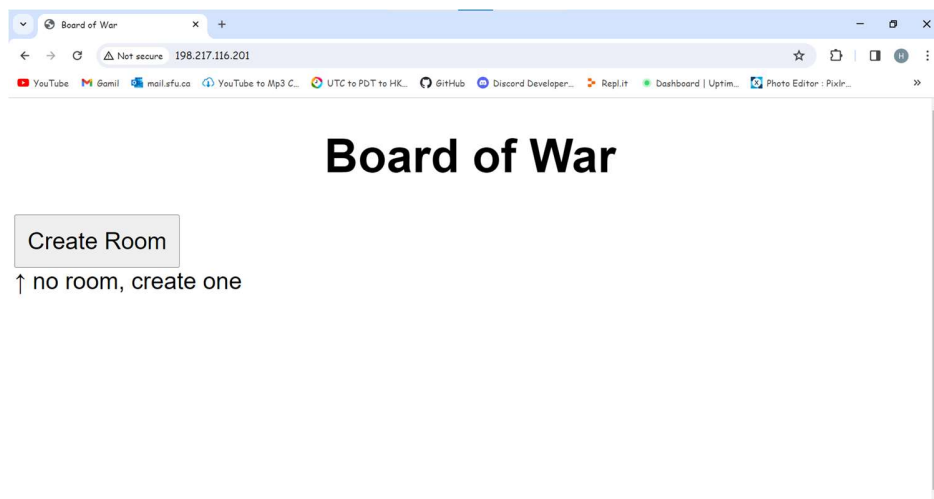 Board of War
Not secure 198.217.116.201
YouTube Gamil mail.sfu.ca YouTube to Mp3 C... UTC to PDT to HK... GitHub Discord Developer... Repl.it Dashboard | Uptim... Photo Editor : Pixlr... »
H
Board of War
Create Room
↑ no room, create one